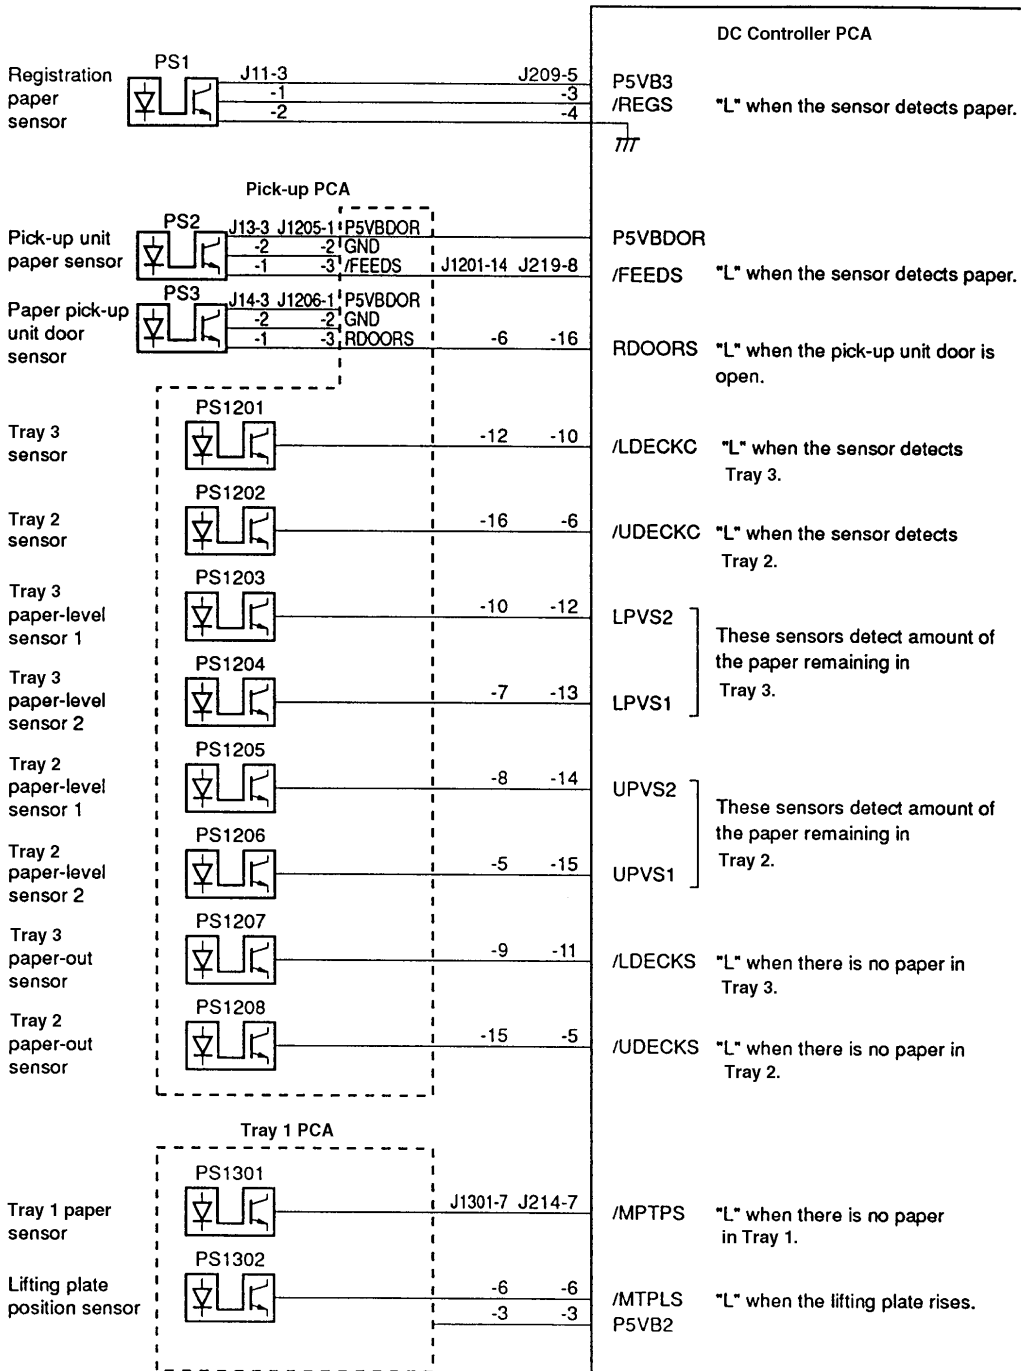 DC Controller PCA
Registration
paper
sensor
PS1
J11-3
-1
-2
J209-5
-3
-4
P5VB3
/REGS
"L" when the sensor detects paper.
Pick-up PCA
Pick-up unit
paper sensor
PS2
J13-3 J1205-1 P5VBDOR
-2 -2 GND
-1 -3 /FEEDS
J1201-14 J219-8
P5VBDOR
/FEEDS
"L" when the sensor detects paper.
Paper pick-up
unit door
sensor
PS3
J14-3 J1206-1 P5VBDOR
-2 -2 GND
-1 -3 RDOORS
-6 -16
RDOORS
"L" when the pick-up unit door is
open.
Tray 3
sensor
PS1201
-12 -10
/LDECKC
"L" when the sensor detects
Tray 3.
Tray 2
sensor
PS1202
-16 -6
/UDECKC
"L" when the sensor detects
Tray 2.
Tray 3
paper-level
sensor 1
PS1203
-10 -12
LPVS2
Tray 3
paper-level
sensor 2
PS1204
-7 -13
LPVS1
These sensors detect amount of
the paper remaining in
Tray 3.
Tray 2
paper-level
sensor 1
PS1205
-8 -14
UPVS2
Tray 2
paper-level
sensor 2
PS1206
-5 -15
UPVS1
These sensors detect amount of
the paper remaining in
Tray 2.
Tray 3
paper-out
sensor
PS1207
-9 -11
/LDECKS
"L" when there is no paper in
Tray 3.
Tray 2
paper-out
sensor
PS1208
-15 -5
/UDECKS
"L" when there is no paper in
Tray 2.
Tray 1 PCA
Tray 1 paper
sensor
PS1301
J1301-7 J214-7
/MPTPS
"L" when there is no paper
in Tray 1.
Lifting plate
position sensor
PS1302
-6 -6
-3 -3
/MTPLS
P5VB2
"L" when the lifting plate rises.